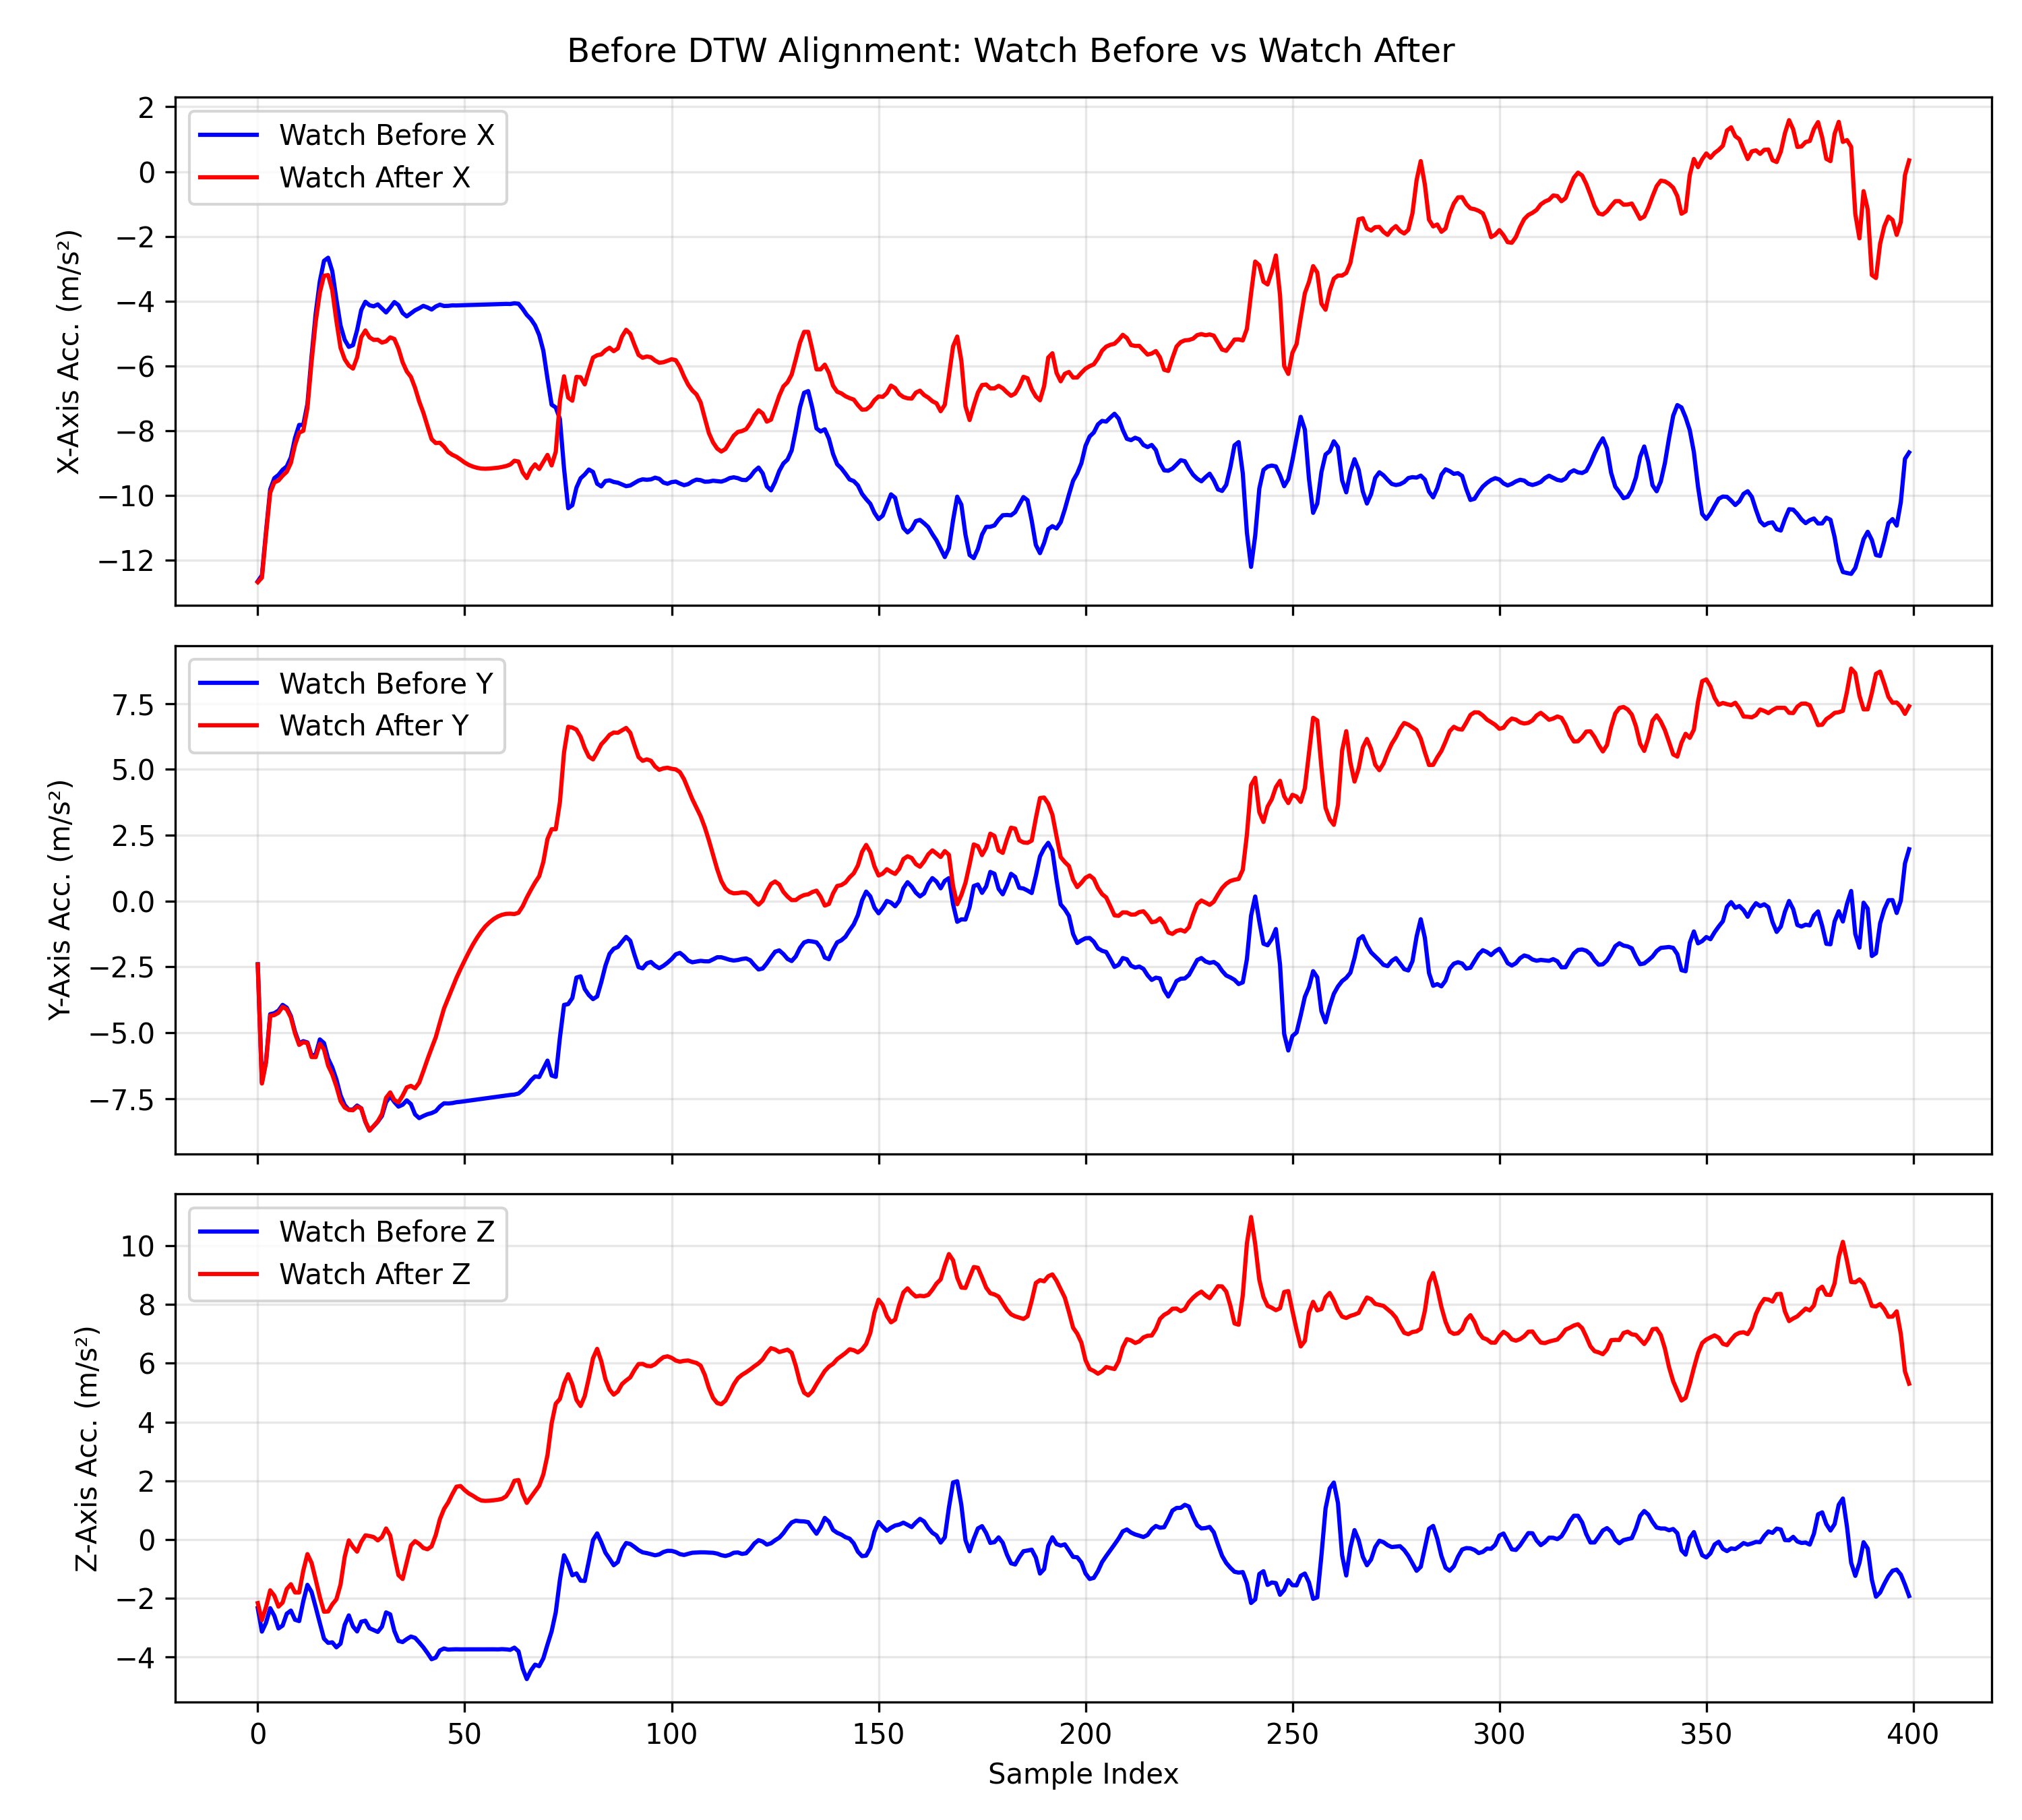 Before DTW Alignment: Watch Before vs Watch After
2
0
−2
−4
−6
−8
−10
−12
X-Axis Acc. (m/s²)
Watch Before X
Watch After X
7.5
5.0
2.5
0.0
−2.5
−5.0
−7.5
Y-Axis Acc. (m/s²)
Watch Before Y
Watch After Y
10
8
6
4
2
0
−2
−4
Z-Axis Acc. (m/s²)
Watch Before Z
Watch After Z
0 50 100 150 200 250 300 350 400
Sample Index